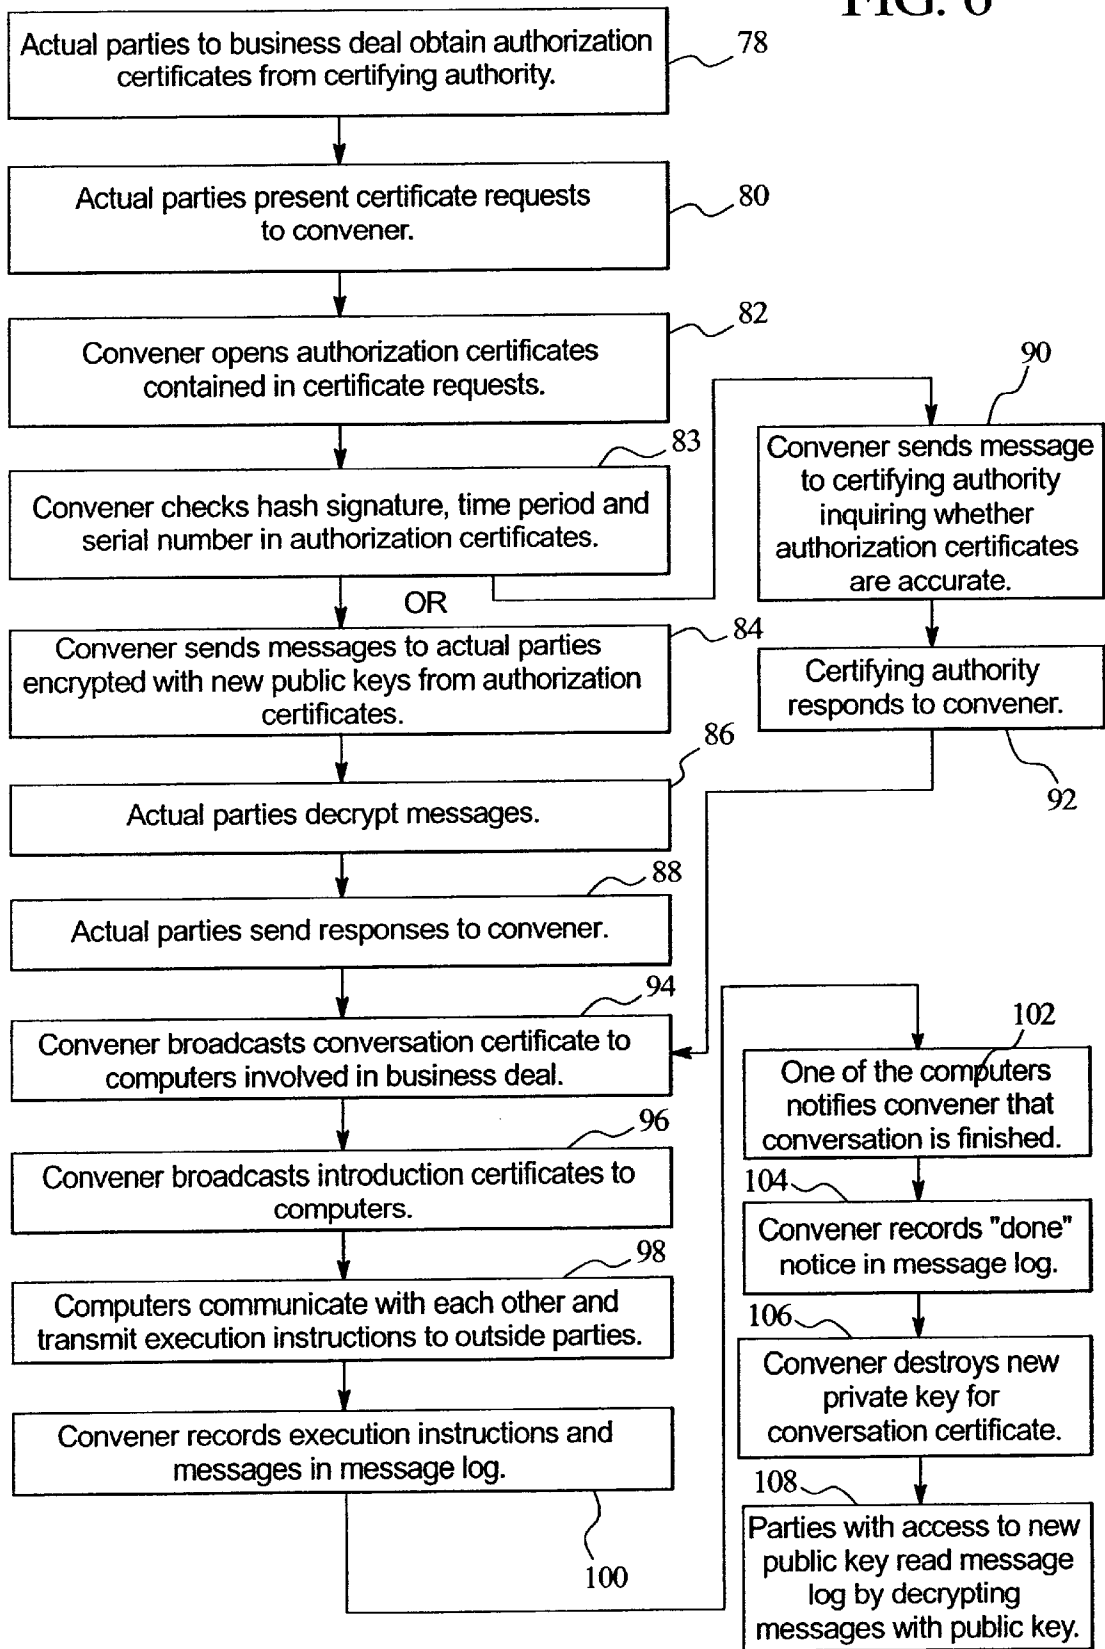 FIG. 6
Actual parties to business deal obtain authorization
certificates from certifying authority.
78
Actual parties present certificate requests
to convener.
80
Convener opens authorization certificates
contained in certificate requests.
82
Convener checks hash signature, time period and
serial number in authorization certificates.
83
OR
Convener sends messages to actual parties
encrypted with new public keys from authorization
certificates.
84
Actual parties decrypt messages.
86
Actual parties send responses to convener.
88
Convener sends message
to certifying authority
inquiring whether
authorization certificates
are accurate.
90
Certifying authority
responds to convener.
92
Convener broadcasts conversation certificate to
computers involved in business deal.
94
Convener broadcasts introduction certificates to
computers.
96
Computers communicate with each other and
transmit execution instructions to outside parties.
98
Convener records execution instructions and
messages in message log.
100
102
One of the computers
notifies convener that
conversation is finished.
104
Convener records "done"
notice in message log.
106
Convener destroys new
private key for
conversation certificate.
108
Parties with access to new
public key read message
log by decrypting
messages with public key.